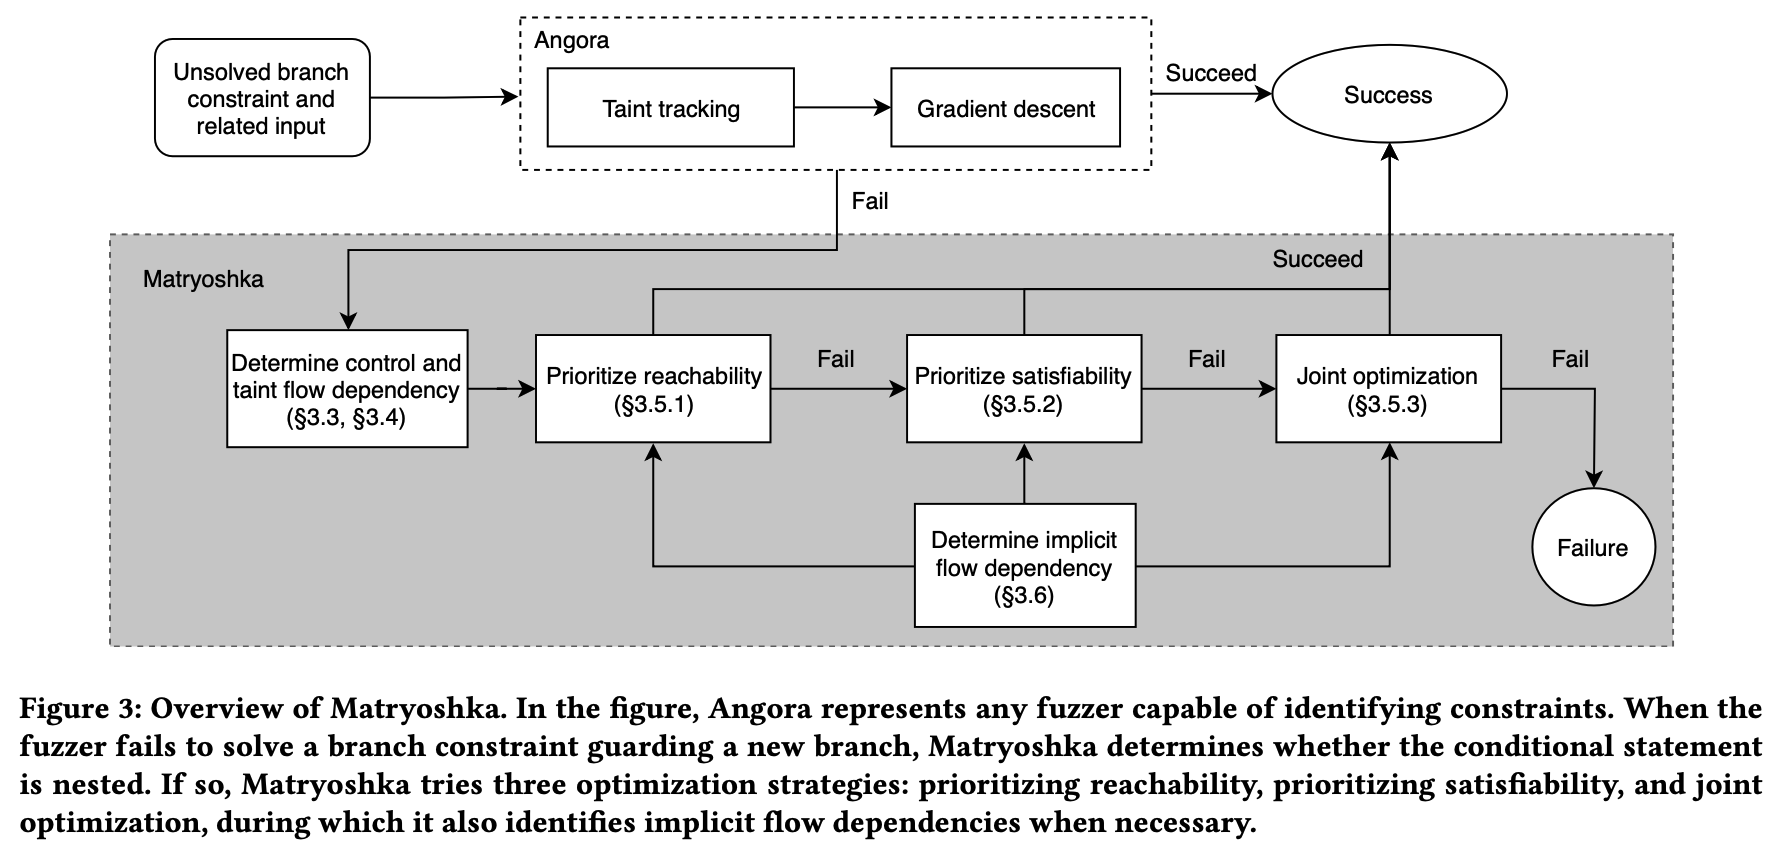 Angora
Unsolved branch
constraint and
related input
Taint tracking
Gradient descent
Succeed
Success
Fail
Matryoshka
Succeed
Determine control and
taint flow dependency
(§3.3, §3.4)
Prioritize reachability
(§3.5.1)
Fail
Prioritize satisfiability
(§3.5.2)
Fail
Joint optimization
(§3.5.3)
Fail
Determine implicit
flow dependency
(§3.6)
Failure
Figure 3: Overview of Matryoshka. In the figure, Angora represents any fuzzer capable of identifying constraints. When the
fuzzer fails to solve a branch constraint guarding a new branch, Matryoshka determines whether the conditional statement
is nested. If so, Matryoshka tries three optimization strategies: prioritizing reachability, prioritizing satisfiability, and joint
optimization, during which it also identifies implicit flow dependencies when necessary.